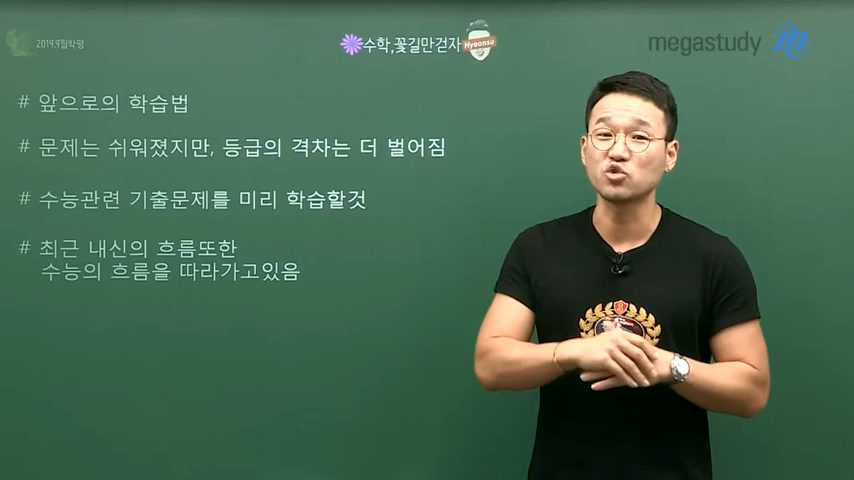 2019.9월학평
수학,꽃길만걷자
Hyeonsu
megastudy
# 앞으로의 학습법
# 문제는 쉬워졌지만, 등급의 격차는 더 벌어짐
# 수능관련 기출문제를 미리 학습할것
# 최근 내신의 흐름또한
수능의 흐름을 따라가고있음